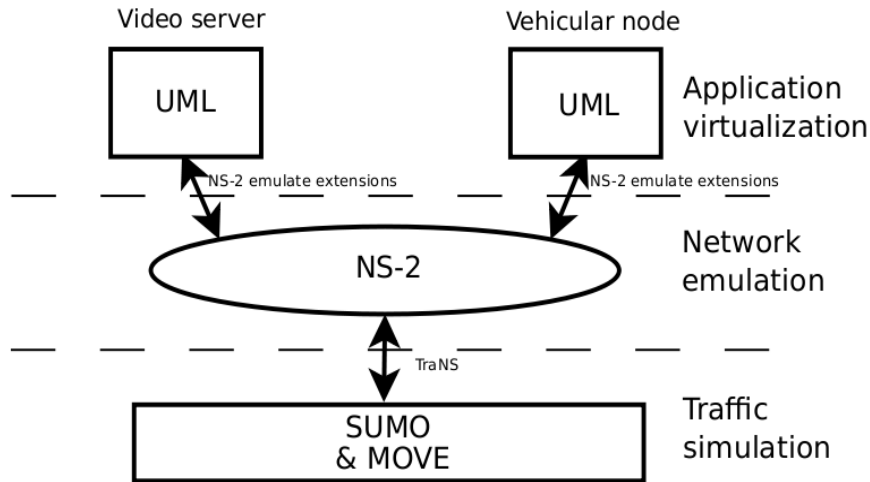 Video server
Vehicular node
UML
UML
Application
virtualization
NS-2 emulate extensions
NS-2 emulate extensions
NS-2
Network
emulation
TraNS
SUMO
& MOVE
Traffic
simulation